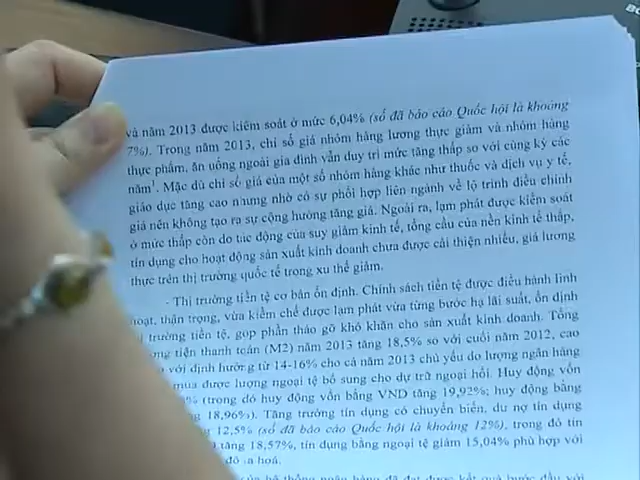 và năm 2013 được kiểm soát ở mức 6,04% (số đã báo cáo Quốc hội là khoảng
7%). Trong năm 2013, chỉ số giá nhóm hàng lương thực giảm và nhóm hàng
thực phẩm, ăn uống ngoài gia đình vẫn duy trì mức tăng thấp so với cùng kỳ các
năm¹. Mặc dù chỉ số giá của một số nhóm hàng khác như thuốc và dịch vụ y tế,
giáo dục tăng cao nhưng nhờ có sự phối hợp liên ngành về lộ trình điều chỉnh
giá nên không tạo ra sự cộng hưởng tăng giá. Ngoài ra, lạm phát được kiểm soát
ở mức thấp còn do tác động của suy giảm kinh tế, tổng cầu của nền kinh tế thấp,
tín dụng cho hoạt động sản xuất kinh doanh chưa được cải thiện nhiều, giá lương
thực trên thị trường quốc tế trong xu thế giảm.
- Thị trường tiền tệ cơ bản ổn định. Chính sách tiền tệ được điều hành linh
hoạt, thận trọng, vừa kiềm chế được lạm phát vừa từng bước hạ lãi suất, ổn định
trường tiền tệ, góp phần tháo gỡ khó khăn cho sản xuất kinh doanh. Tổng
tiện thanh toán (M2) năm 2013 tăng 18,5% so với cuối năm 2012, cao
với định hướng từ 14-16% cho cả năm 2013 chủ yếu do lượng ngân hàng
mua được lượng ngoại tệ bổ sung cho dự trữ ngoại hối. Huy động vốn
% (trong đó huy động vốn bằng VND tăng 19,92%; huy động bằng
18,96%). Tăng trưởng tín dụng có chuyển biến, dư nợ tín dụng
12,5% (số đã báo cáo Quốc hội là khoảng 12%), trong đó tín
tăng 18,57%, tín dụng bằng ngoại tệ giảm 15,04% phù hợp với
đô la hoá.
của hệ thống ngân hàng đã đạt được kết quả bước đầu với